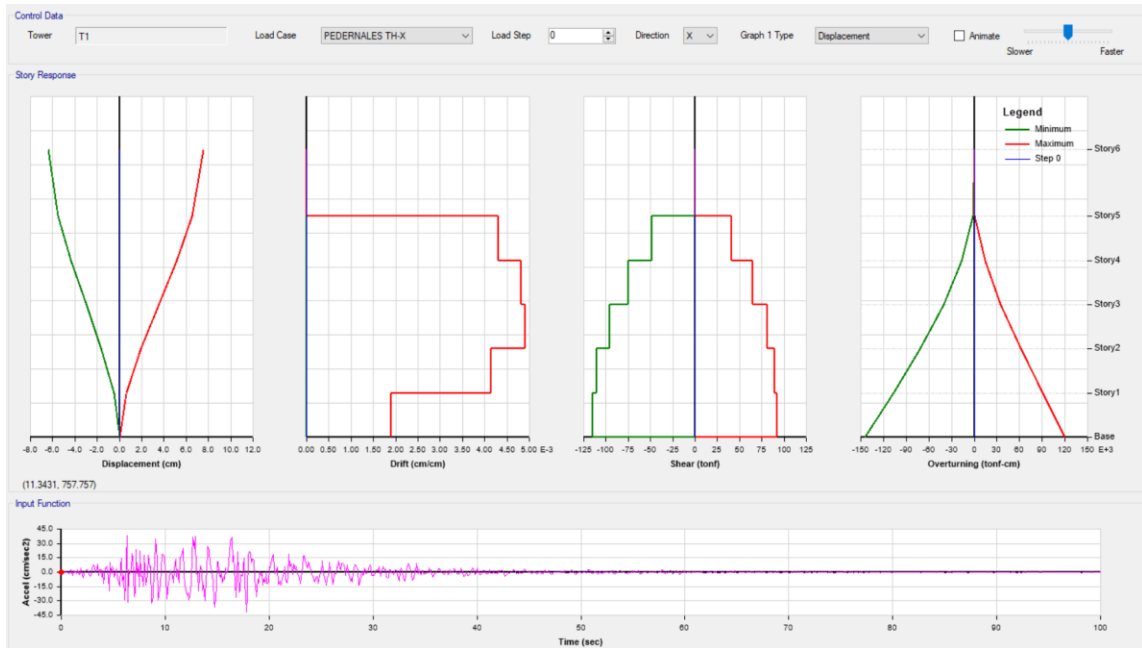 Control Data
Tower T1 Load Case PEDERNALES TH-X Load Step 0 Direction X Graph 1 Type Displacement Animate
Slower Faster
Story Response
Legend
Minimum
Maximum
Step 0
Story6
Story5
Story4
Story3
Story2
Story1
Base
-8.0 -6.0 -4.0 -2.0 0.0 2.0 4.0 6.0 8.0 10.0 12.0
Displacement (cm)
0.00 0.50 1.00 1.50 2.00 2.50 3.00 3.50 4.00 4.50 5.00 E-3
Drift (cm/cm)
-125 -100 -75 -50 -25 0 25 50 75 100 125
Shear (tonf)
-150 -120 -90 -60 -30 0 30 60 90 120 150 E+3
Overturning (tonf-cm)
(11.3431, 757.757)
Input Function
45.0
30.0
15.0
0.0
-15.0
-30.0
-45.0
Accel (cm/sec2)
0 10 20 30 40 50 60 70 80 90 100
Time (sec)